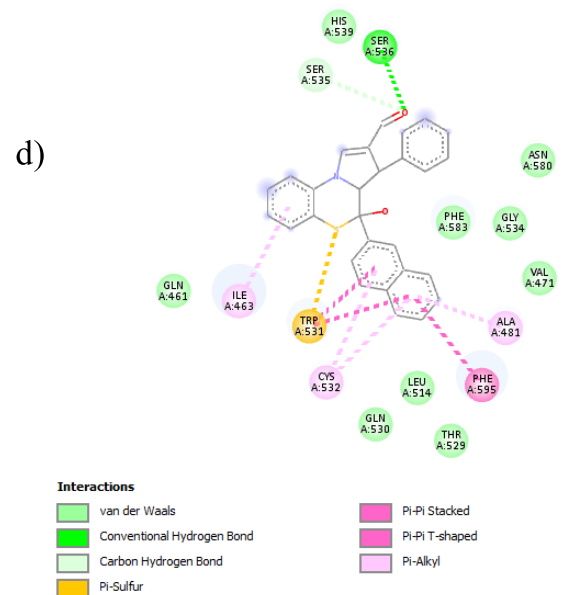 d)
HIS
A:539
SER
A:536
SER
A:535
ASN
A:580
PHE
A:583
GLY
A:534
VAL
A:471
GLN
A:461
ILE
A:463
TRP
A:531
ALA
A:481
CYS
A:532
LEU
A:514
PHE
A:595
GLN
A:530
THR
A:529
N
O
S
O
Interactions
van der Waals
Conventional Hydrogen Bond
Carbon Hydrogen Bond
Pi-Sulfur
Pi-Pi Stacked
Pi-Pi T-shaped
Pi-Alkyl